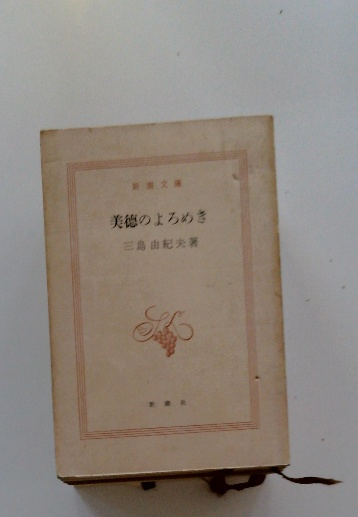 新潮文庫
美徳のよろめき
三島由紀夫著
新潮社